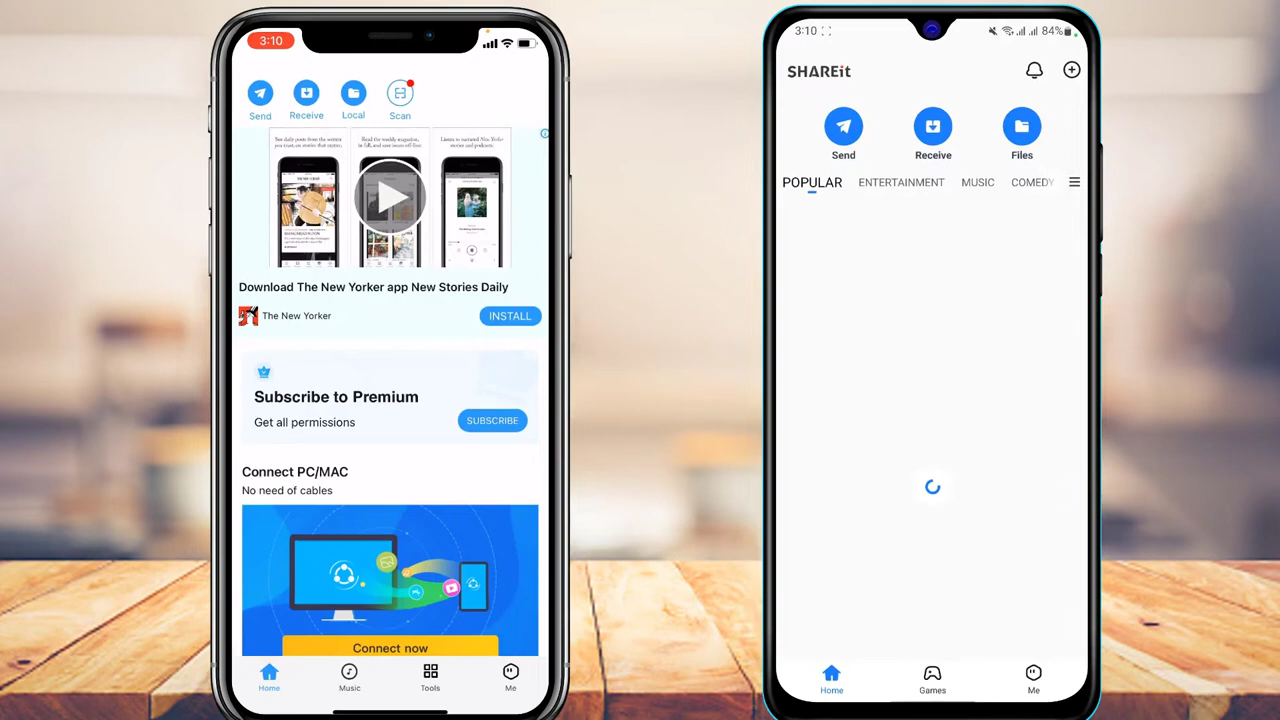 3:10
Send
Receive
Local
Scan
Download The New Yorker app New Stories Daily
The New Yorker
INSTALL
Subscribe to Premium
Get all permissions
SUBSCRIBE
Connect PC/MAC
No need of cables
Connect now
Home
Music
Tools
Me
3:10
84%
SHAREit
Send
Receive
Files
POPULAR
ENTERTAINMENT
MUSIC
COMEDY
Home
Games
Me